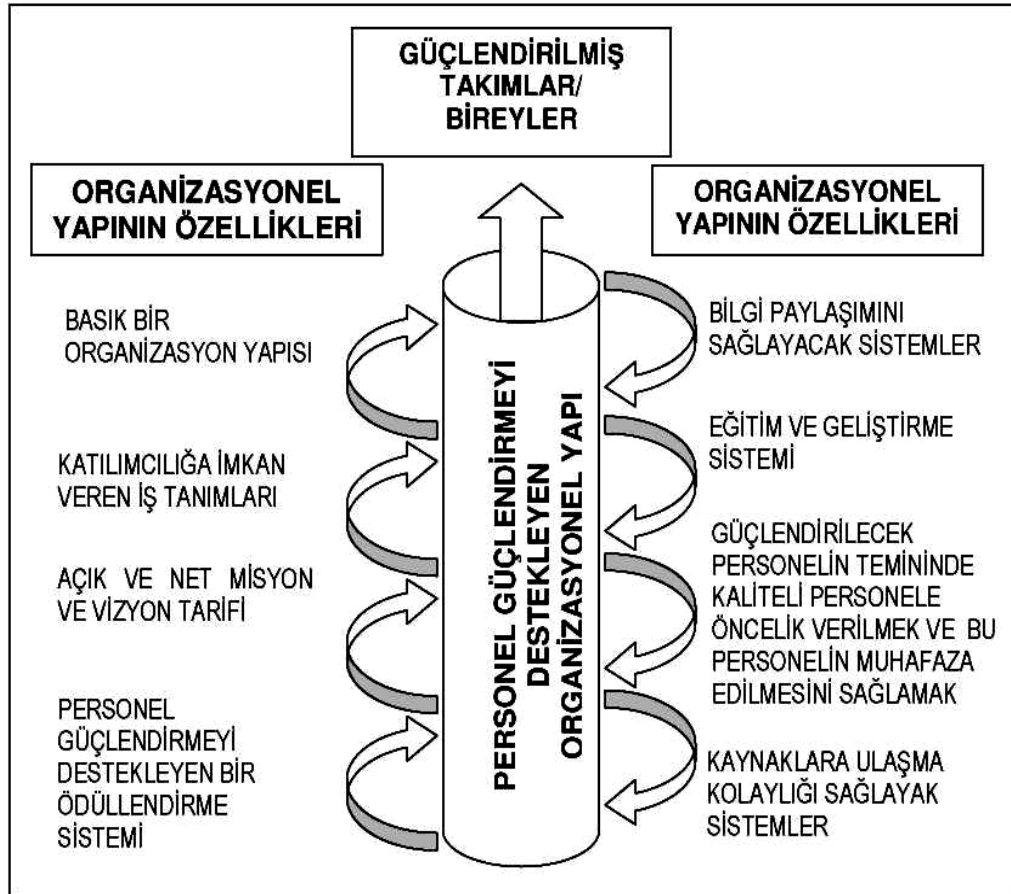 GÜÇLENDİRİLMİŞ
TAKIMLAR/
BİREYLER
ORGANİZASYONEL
YAPININ ÖZELLİKLERİ
BASIK BİR
ORGANİZASYON YAPISI
KATILIMCILIĞA İMKAN
VEREN İŞ TANIMLARI
AÇIK VE NET MİSYON
VE VİZYON TARİFİ
PERSONEL
GÜÇLENDİRMEYİ
DESTEKLEYEN BİR
ÖDÜLLENDİRME
SİSTEMİ
PERSONEL GÜÇLENDİRMEYİ
DESTEKLEYEN
ORGANİZASYONEL YAPI
ORGANİZASYONEL
YAPININ ÖZELLİKLERİ
BİLGİ PAYLAŞIMINI
SAĞLAYACAK SİSTEMLER
EĞİTİM VE GELİŞTİRME
SİSTEMİ
GÜÇLENDİRİLECEK
PERSONELİN TEMİNİNDE
KALİTELİ PERSONELE
ÖNCELİK VERİLMEK VE BU
PERSONELİN MUHAFAZA
EDİLMESİNİ SAĞLAMAK
KAYNAKLARA ULAŞMA
KOLAYLIĞI SAĞLAYAK
SİSTEMLER